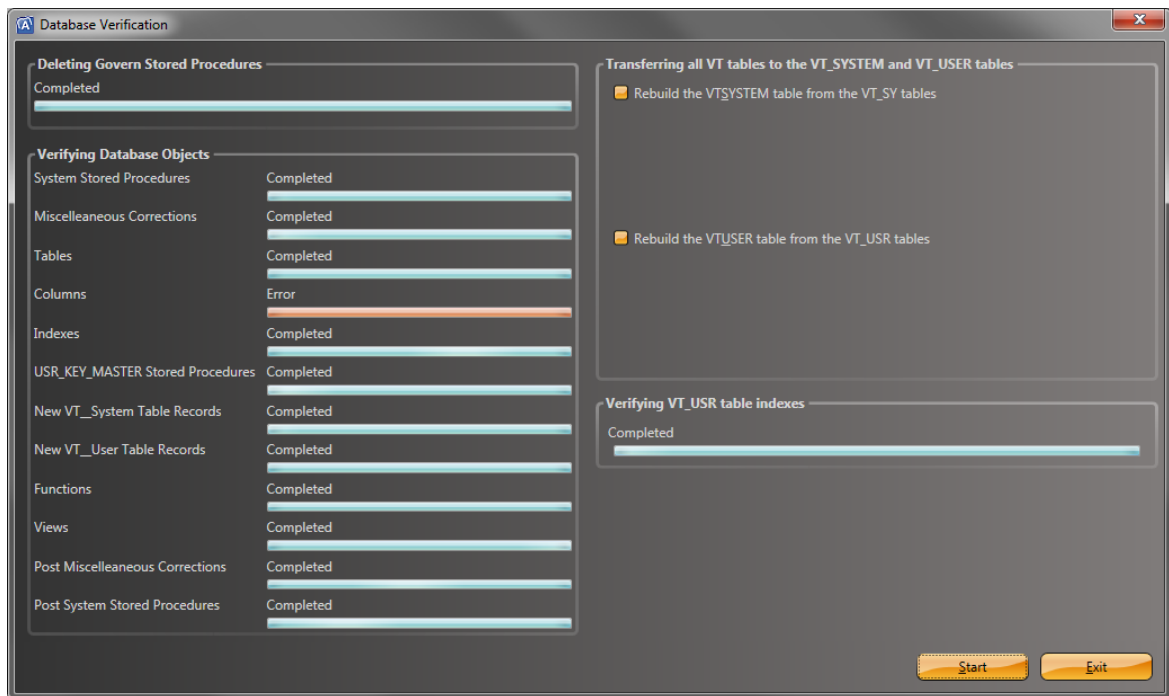 Database Verification
Deleting Govern Stored Procedures
Completed
Verifying Database Objects
System Stored Procedures Completed
Miscelleaneous Corrections Completed
Tables Completed
Columns Error
Indexes Completed
USR_KEY_MASTER Stored Procedures Completed
New VT__System Table Records Completed
New VT__User Table Records Completed
Functions Completed
Views Completed
Post Miscelleaneous Corrections Completed
Post System Stored Procedures Completed
Transferring all VT tables to the VT_SYSTEM and VT_USER tables
Rebuild the VTSYSTEM table from the VT_SY tables
Rebuild the VTUSER table from the VT_USR tables
Verifying VT_USR table indexes
Completed
Start Exit